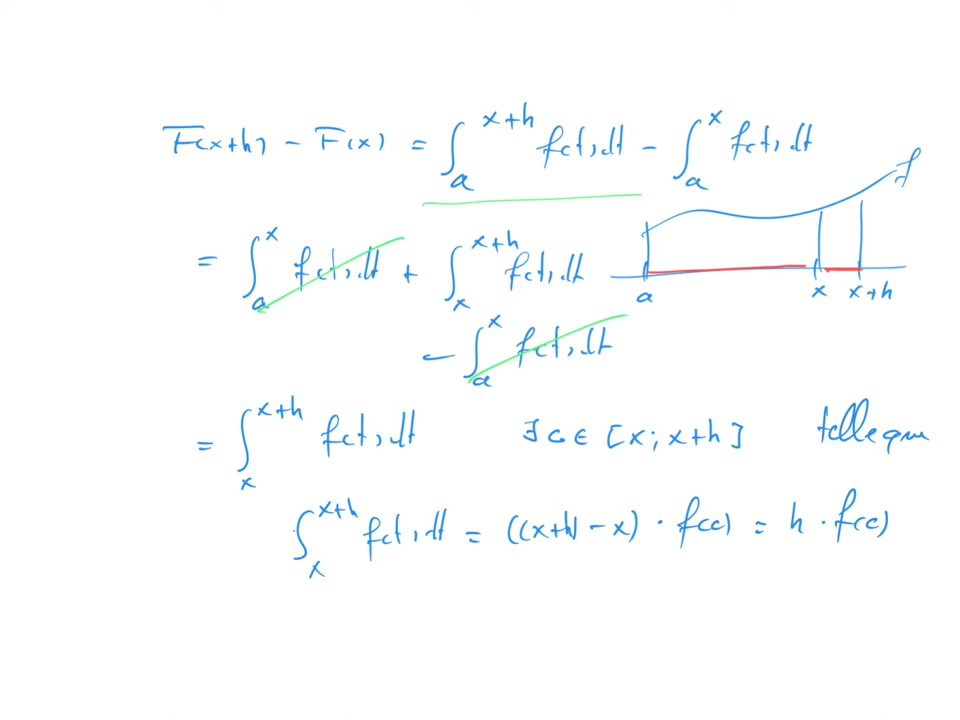 F(x+h) - F(x) = ∫_a^{x+h} f(t) dt - ∫_a^x f(t) dt
f
= ∫_a^x f(t) dt + ∫_x^{x+h} f(t) dt
a x x+h
- ∫_a^x f(t) dt
= ∫_x^{x+h} f(t) dt ∃ c ∈ [x; x+h] telle que
∫_x^{x+h} f(t) dt = ((x+h) - x) · f(c) = h · f(c)